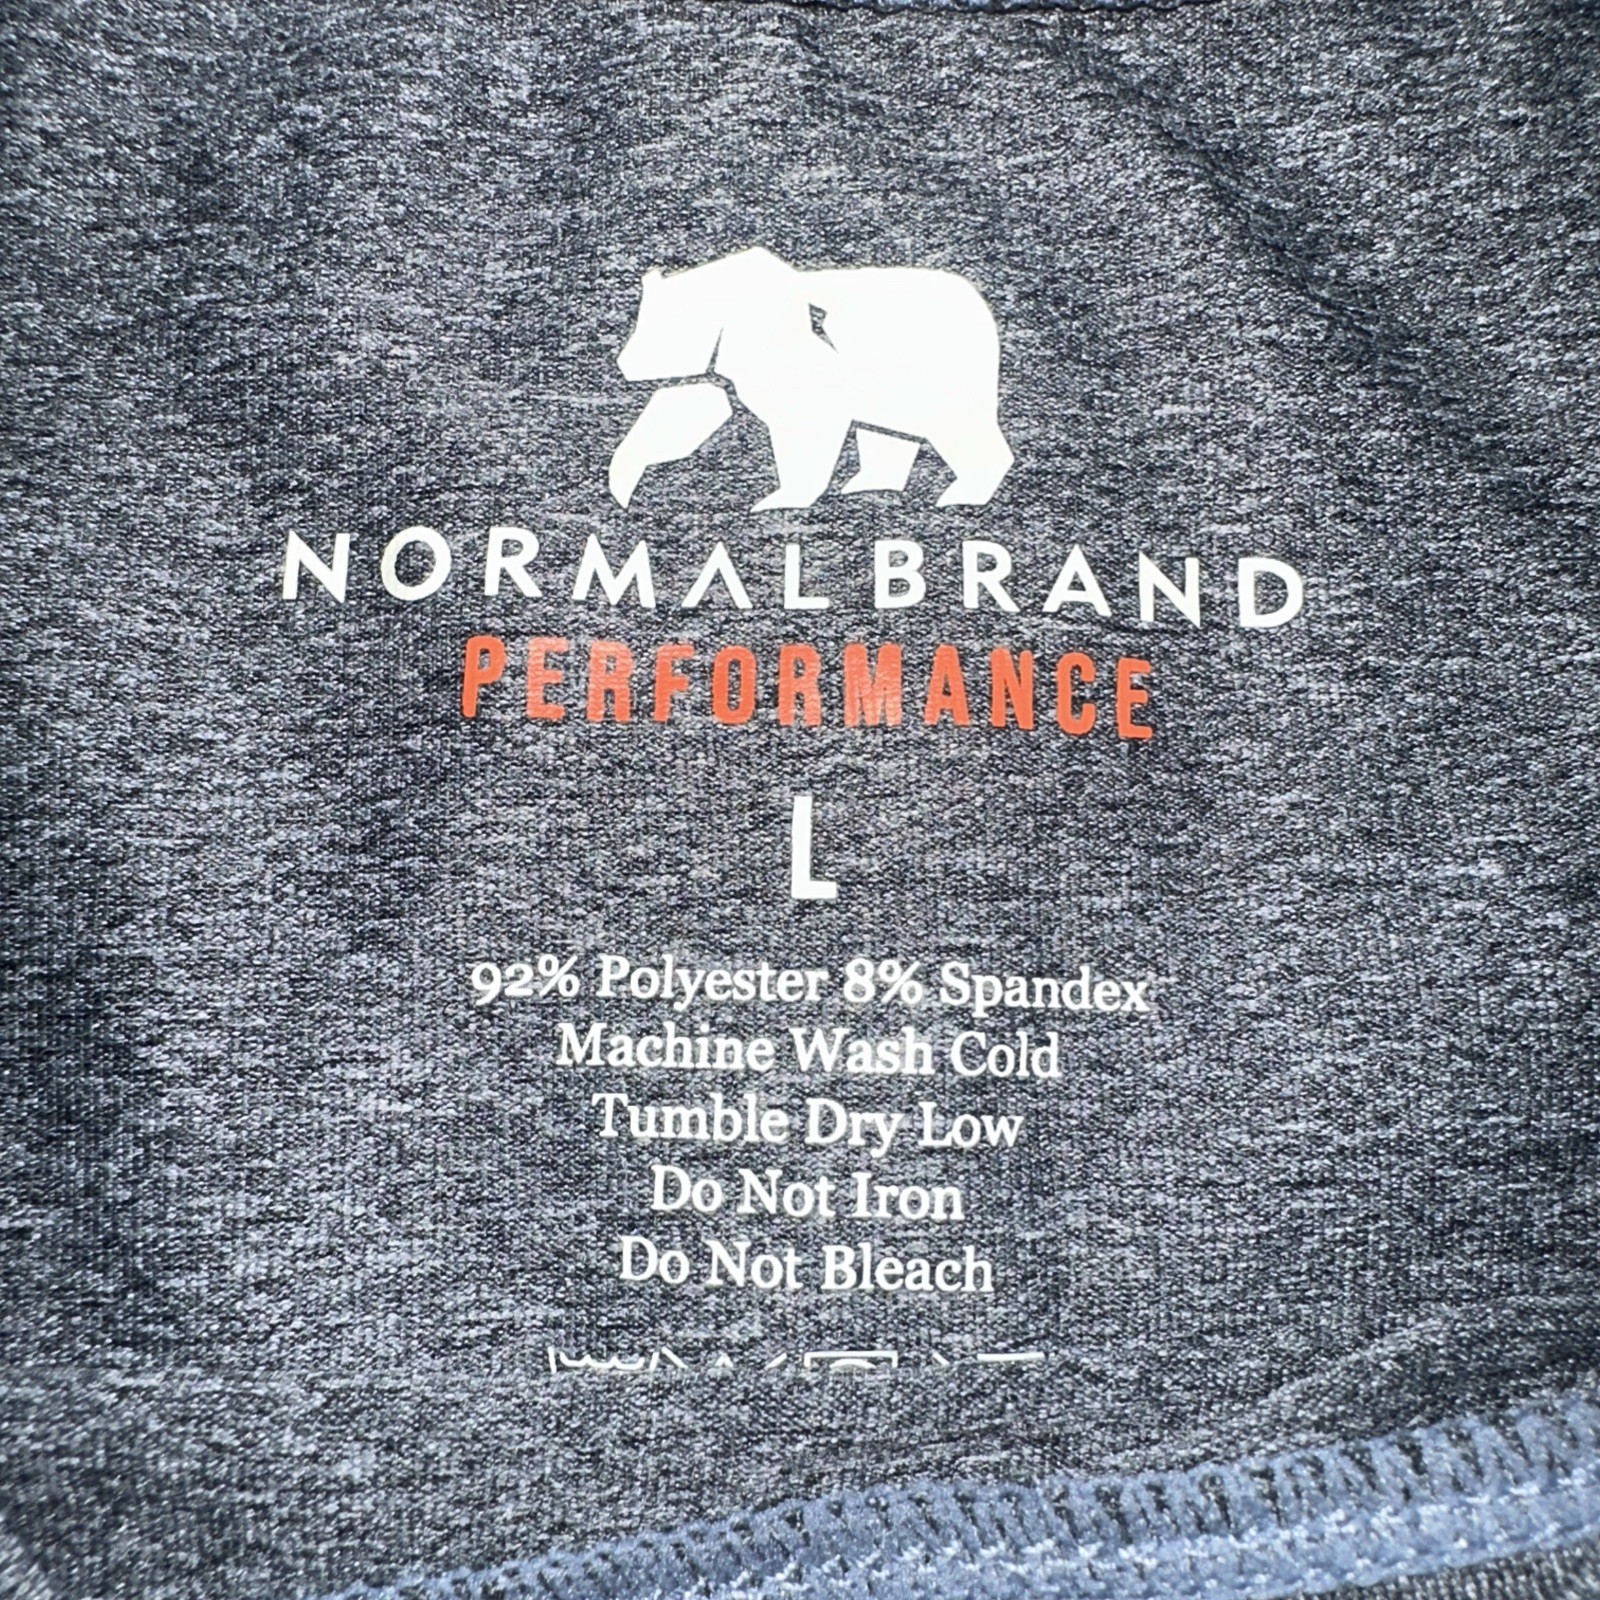 NORMAL BRAND
PERFORMANCE
L
92% Polyester 8% Spandex
Machine Wash Cold
Tumble Dry Low
Do Not Iron
Do Not Bleach